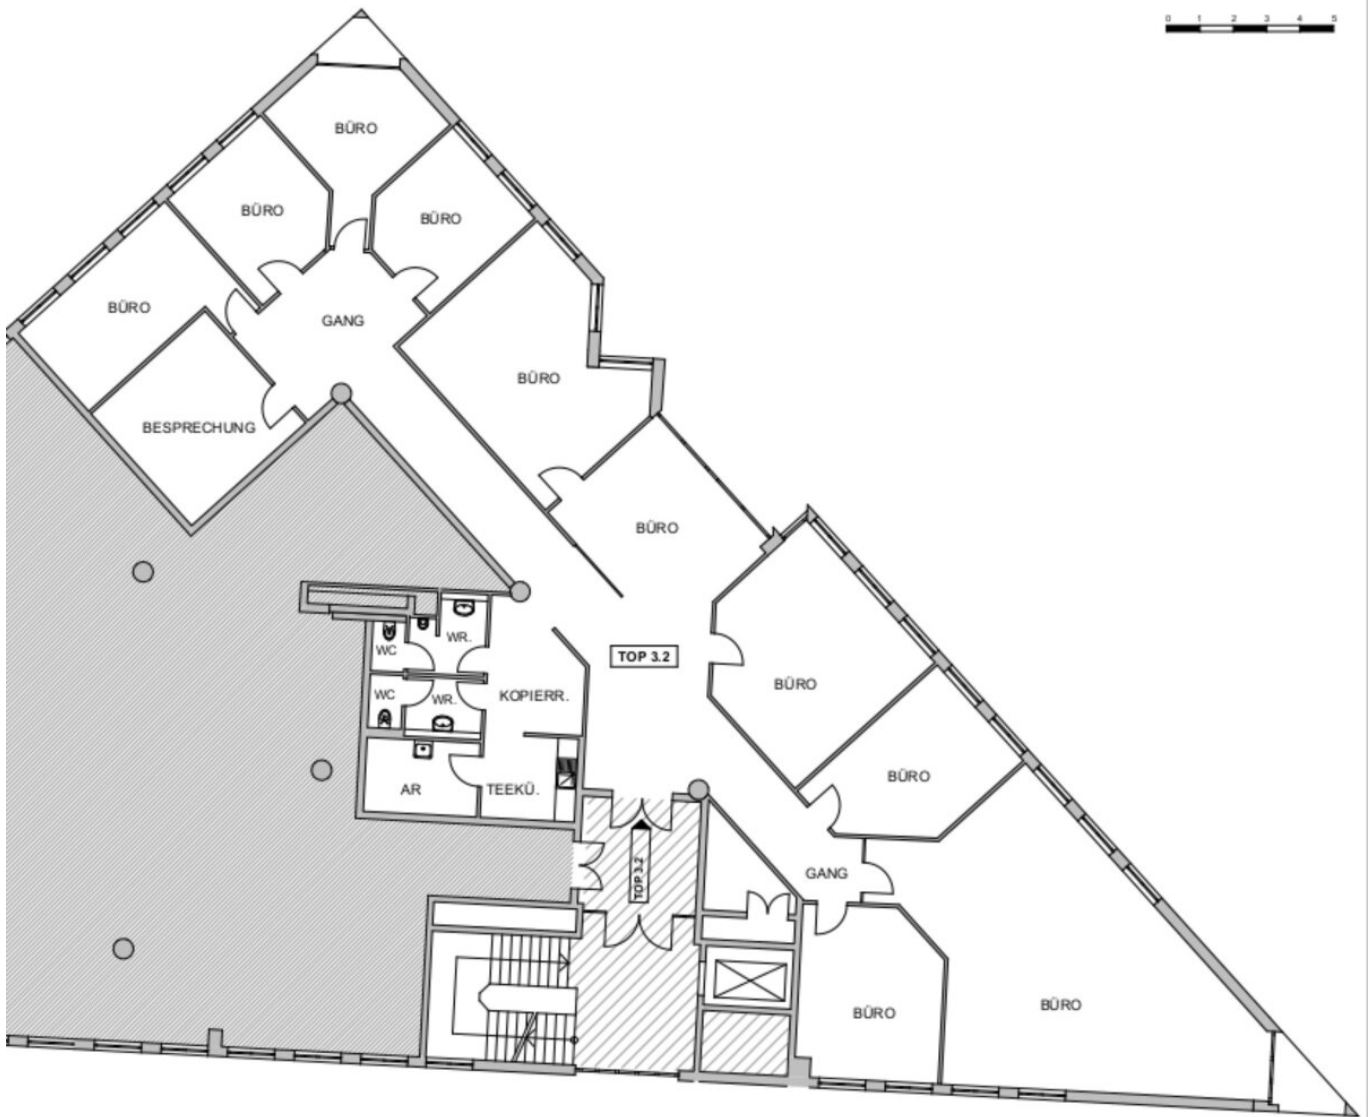 0 1 2 3 4 5
BÜRO
BÜRO
BÜRO
BÜRO
GANG
BÜRO
BESPRECHUNG
BÜRO
WR.
WC
TOP 3.2
BÜRO
WC
WR.
KOPIERR.
BÜRO
AR
TEEKÜ.
TOP 3.2
GANG
BÜRO
BÜRO